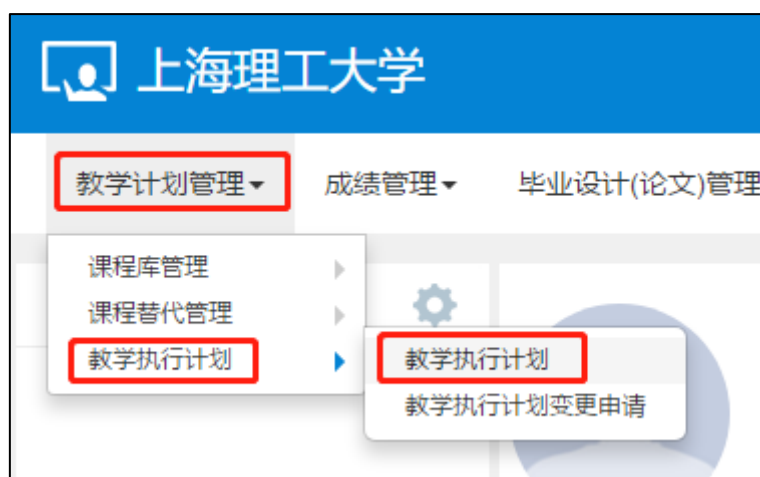 上海理工大学
教学计划管理 成绩管理 毕业设计(论文)管理
课程库管理
课程替代管理
教学执行计划 教学执行计划
教学执行计划变更申请